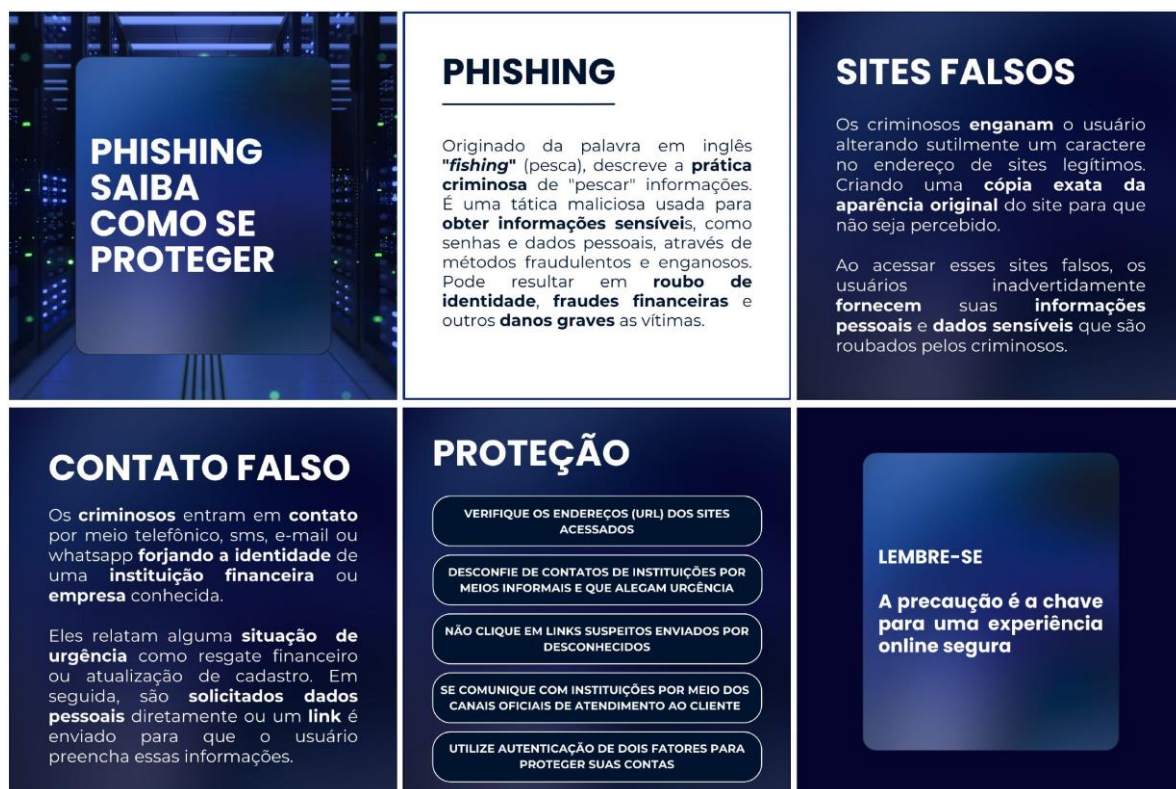 PHISHING
SAIBA
COMO SE
PROTEGER
PHISHING
Originado da palavra em inglês
"fishing" (pesca), descreve a prática
criminosa de "pescar" informações.
É uma tática maliciosa usada para
obter informações sensíveis, como
senhas e dados pessoais, através de
métodos fraudulentos e enganosos.
Pode resultar em roubo de
identidade, fraudes financeiras e
outros danos graves as vítimas.
SITES FALSOS
Os criminosos enganam o usuário
alterando sutilmente um caractere
no endereço de sites legítimos.
Criando uma cópia exata da
aparência original do site para que
não seja percebido.
Ao acessar esses sites falsos, os
usuários inadvertidamente
fornecem suas informações
pessoais e dados sensíveis que são
roubados pelos criminosos.
CONTATO FALSO
Os criminosos entram em contato
por meio telefônico, sms, e-mail ou
whatsapp forjando a identidade de
uma instituição financeira ou
empresa conhecida.
Eles relatam alguma situação de
urgência como resgate financeiro
ou atualização de cadastro. Em
seguida, são solicitados dados
pessoais diretamente ou um link é
enviado para que o usuário
preencha essas informações.
PROTEÇÃO
VERIFIQUE OS ENDEREÇOS (URL) DOS SITES
ACESSADOS
DESCONFIE DE CONTATOS DE INSTITUIÇÕES POR
MEIOS INFORMAIS E QUE ALEGAM URGÊNCIA
NÃO CLIQUE EM LINKS SUSPEITOS ENVIADOS POR
DESCONHECIDOS
SE COMUNIQUE COM INSTITUIÇÕES POR MEIO DOS
CANAIS OFICIAIS DE ATENDIMENTO AO CLIENTE
UTILIZE AUTENTICAÇÃO DE DOIS FATORES PARA
PROTEGER SUAS CONTAS
LEMBRE-SE
A precaução é a chave
para uma experiência
online segura